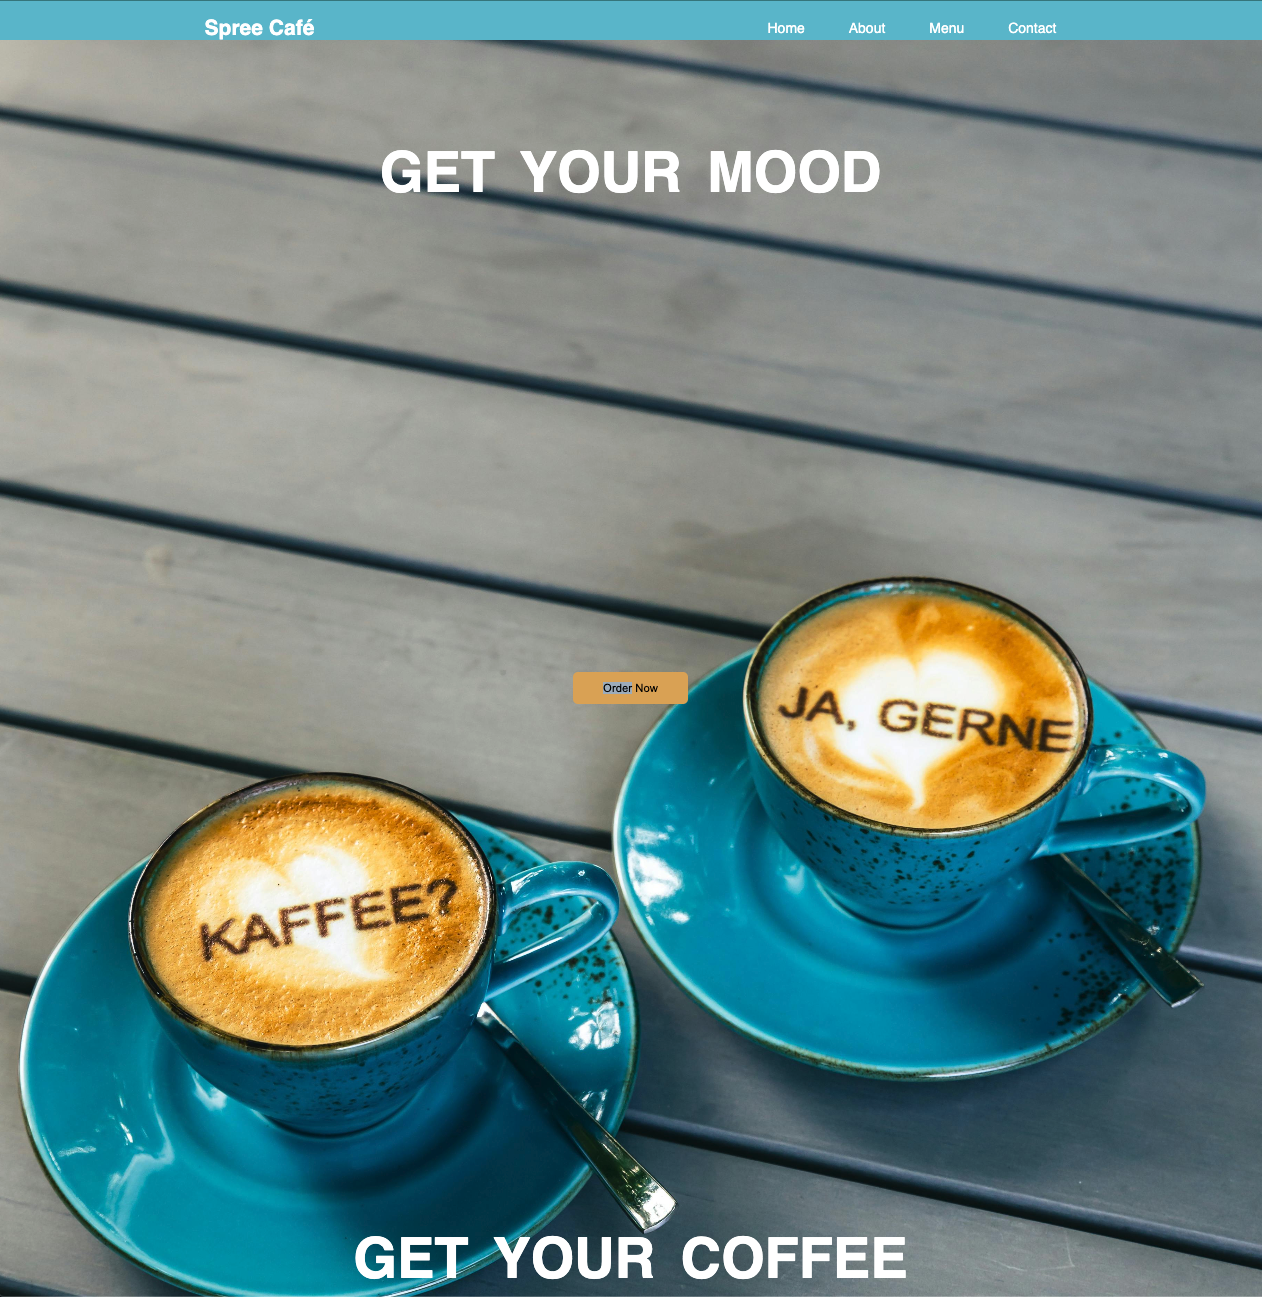 Spree Café
Home About Menu Contact
GET YOUR MOOD
Order Now
JA, GERNE
KAFFEE?
GET YOUR COFFEE